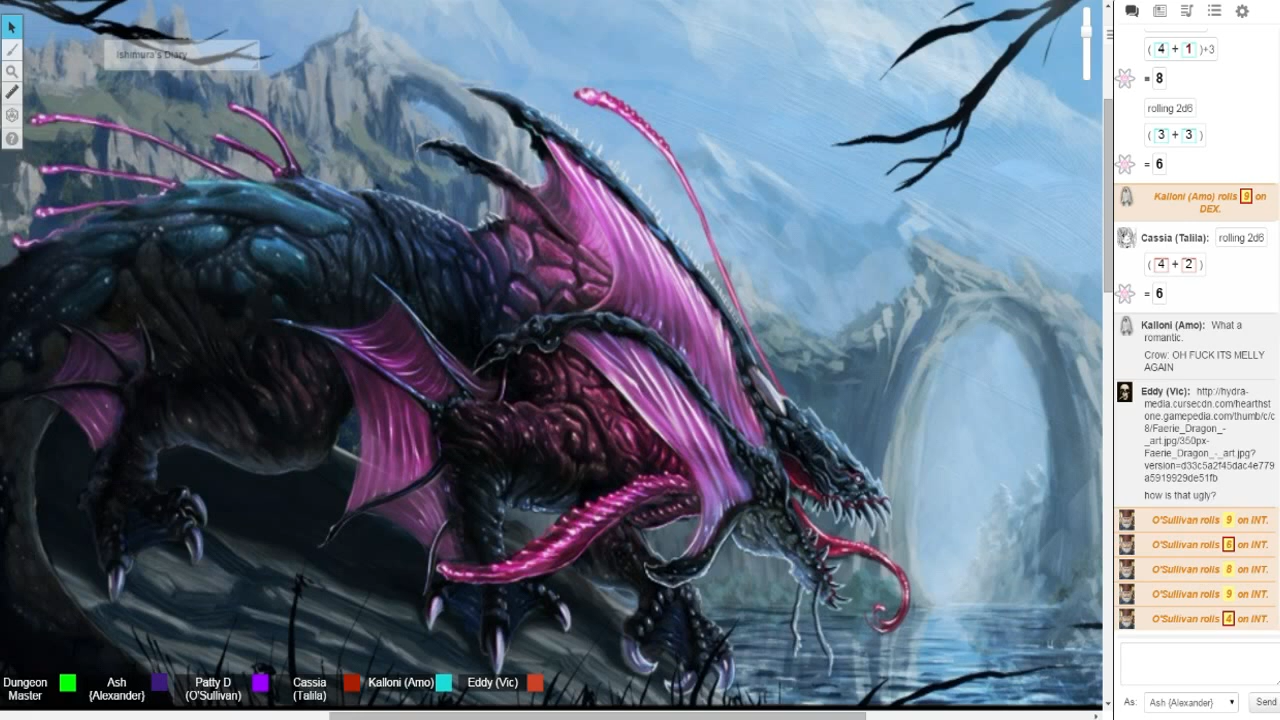 Ishimura's Diary
( 4 + 1 )+3
= 8
rolling 2d6
( 3 + 3 )
= 6
Kalloni (Amo) rolls 9 on
DEX.
Cassia (Talila): rolling 2d6
( 4 + 2 )
= 6
Kalloni (Amo): What a
romantic.
Crow: OH FUCK ITS MELLY
AGAIN
Eddy (Vic): http://hydra-
media.cursecdn.com/hearthst
one.gamepedia.com/thumb/c/c
8/Faerie_Dragon_-
_art.jpg/350px-
Faerie_Dragon_-_art.jpg?
version=d33c5a2f45dac4e779
a5919929de51fb
how is that ugly?
O'Sullivan rolls 9 on INT.
O'Sullivan rolls 6 on INT.
O'Sullivan rolls 8 on INT.
O'Sullivan rolls 9 on INT.
O'Sullivan rolls 4 on INT.
Dungeon
Master
Ash
{Alexander}
Patty D
(O'Sullivan)
Cassia
(Talila)
Kalloni (Amo)
Eddy (Vic)
As: Ash {Alexander} Send